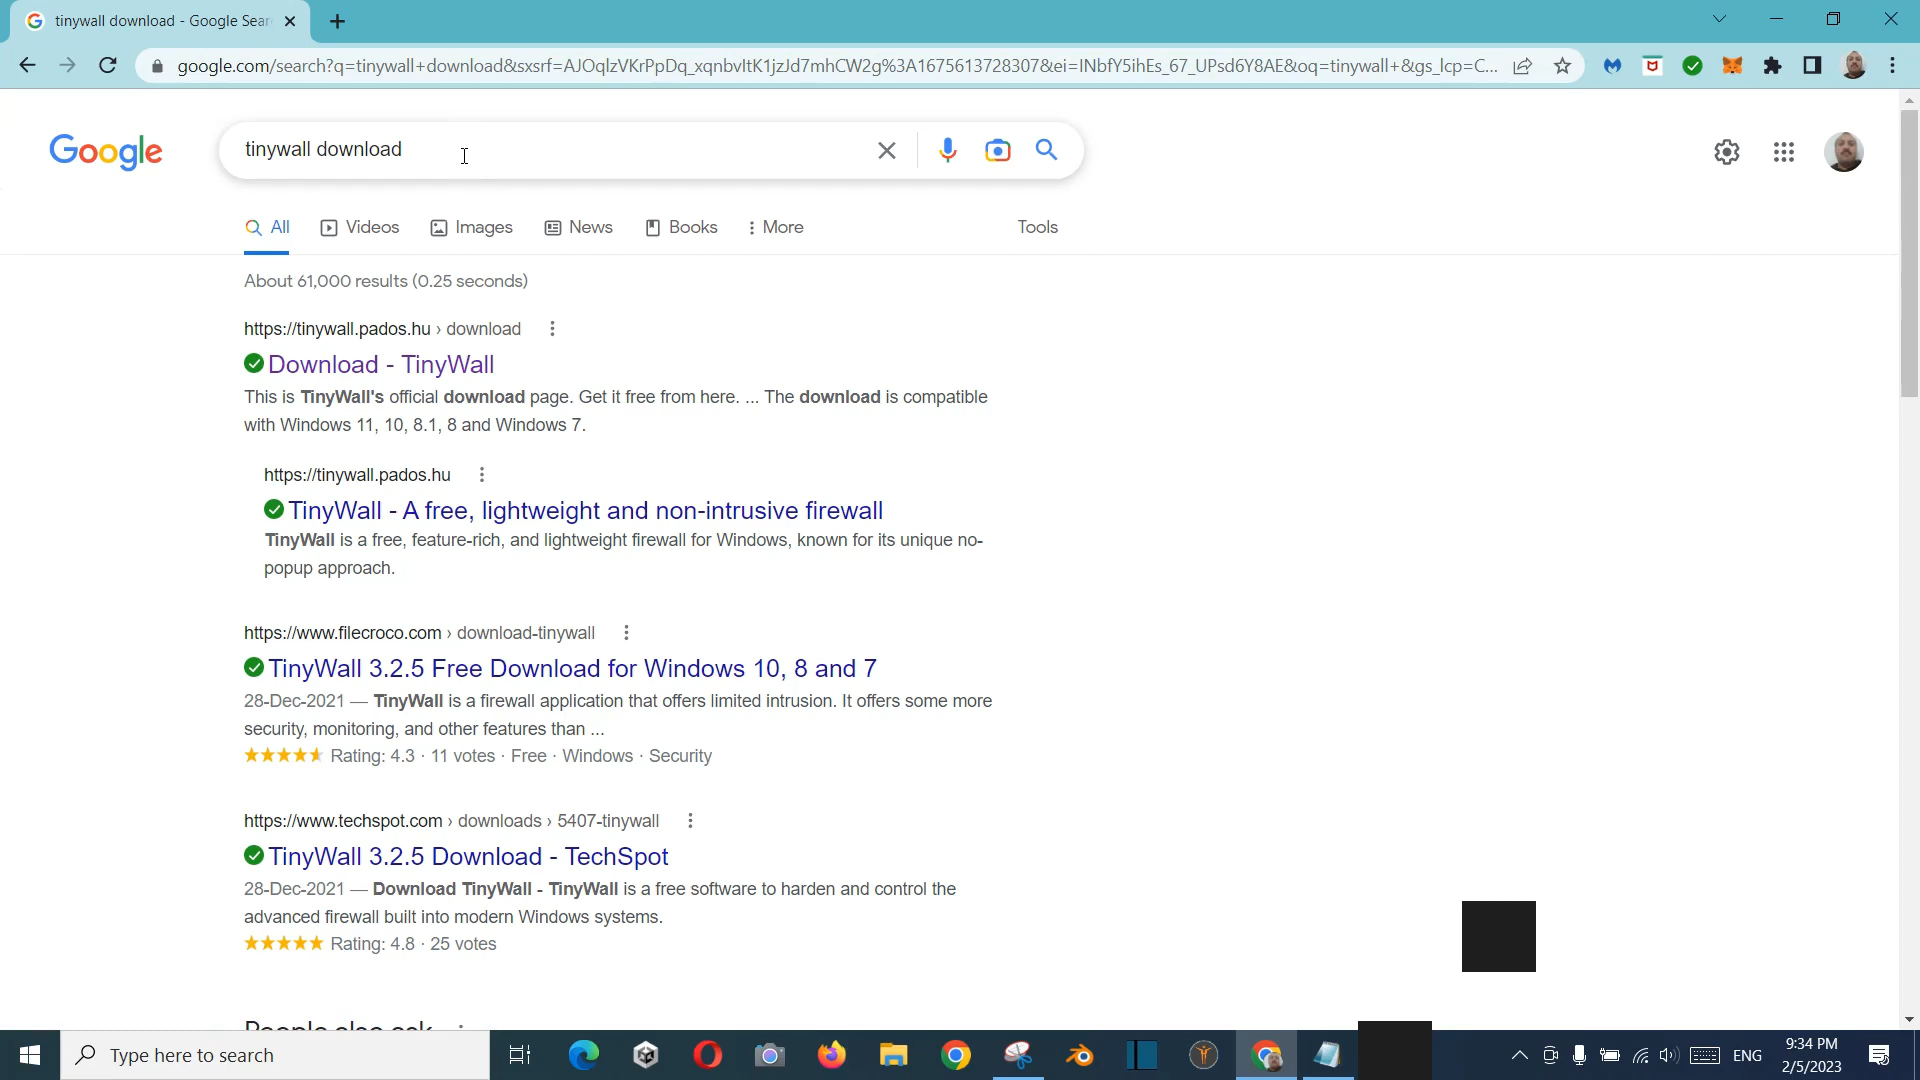 tinywall download - Google Sear
google.com/search?q=tinywall+download&sxsrf=AJOqlzVKrPpDq_xqnbvItK1jzJd7mhCW2g%3A1675613728307&ei=INbfY5ihEs_67_UPsd6Y8AE&oq=tinywall+&gs_lcp=C...
Google
tinywall download
All Videos Images News Books More Tools
About 61,000 results (0.25 seconds)
https://tinywall.pados.hu › download
Download - TinyWall
This is TinyWall's official download page. Get it free from here. ... The download is compatible
with Windows 11, 10, 8.1, 8 and Windows 7.
https://tinywall.pados.hu
TinyWall - A free, lightweight and non-intrusive firewall
TinyWall is a free, feature-rich, and lightweight firewall for Windows, known for its unique no-
popup approach.
https://www.filecroco.com › download-tinywall
TinyWall 3.2.5 Free Download for Windows 10, 8 and 7
28-Dec-2021 — TinyWall is a firewall application that offers limited intrusion. It offers some more
security, monitoring, and other features than ...
Rating: 4.3 · 11 votes · Free · Windows · Security
https://www.techspot.com › downloads › 5407-tinywall
TinyWall 3.2.5 Download - TechSpot
28-Dec-2021 — Download TinyWall - TinyWall is a free software to harden and control the
advanced firewall built into modern Windows systems.
Rating: 4.8 · 25 votes
People also ask
Type here to search
ENG
9:34 PM
2/5/2023